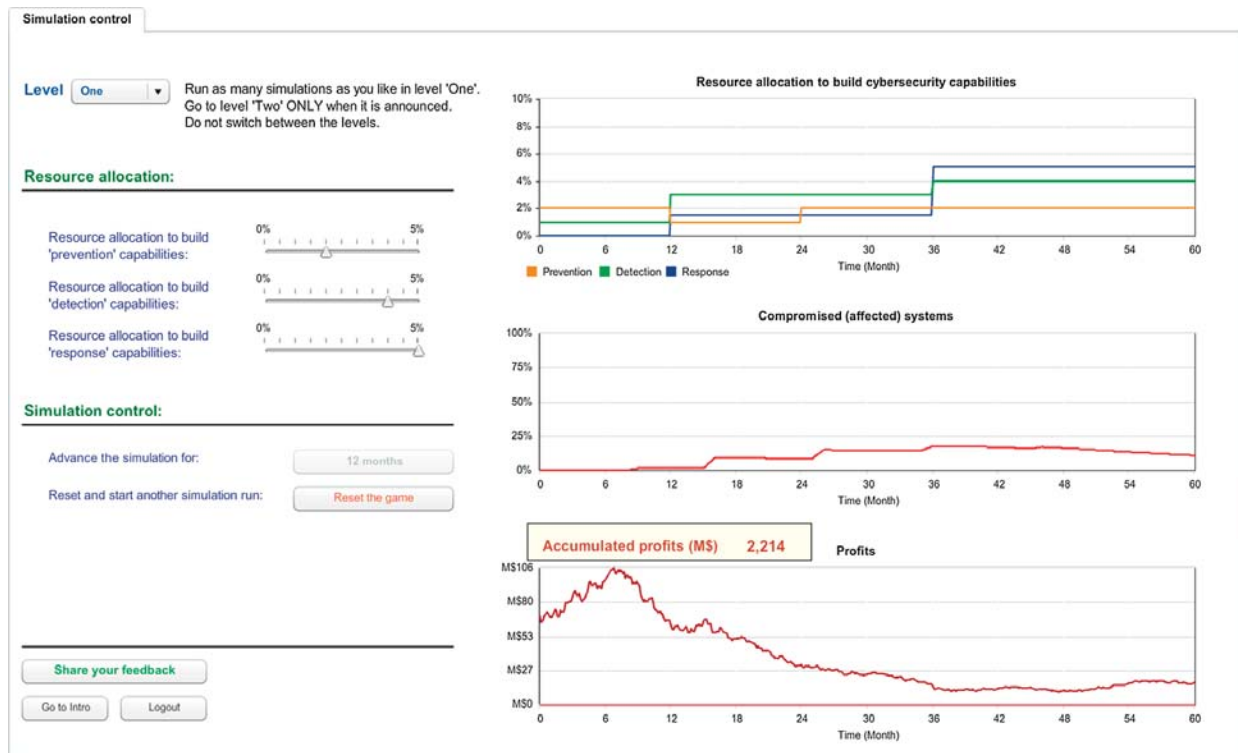 Simulation control
Level One
Run as many simulations as you like in level 'One'.
Go to level 'Two' ONLY when it is announced.
Do not switch between the levels.
Resource allocation:
Resource allocation to build
'prevention' capabilities:
0% 5%
Resource allocation to build
'detection' capabilities:
0% 5%
Resource allocation to build
'response' capabilities:
0% 5%
Simulation control:
Advance the simulation for:
12 months
Reset and start another simulation run:
Reset the game
Share your feedback
Go to Intro
Logout
Resource allocation to build cybersecurity capabilities
10%
8%
6%
4%
2%
0%
0 6 12 18 24 30 36 42 48 54 60
Time (Month)
Prevention Detection Response
Compromised (affected) systems
100%
75%
50%
25%
0%
0 6 12 18 24 30 36 42 48 54 60
Time (Month)
Accumulated profits (M$) 2,214
Profits
M$106
M$80
M$53
M$27
M$0
0 6 12 18 24 30 36 42 48 54 60
Time (Month)